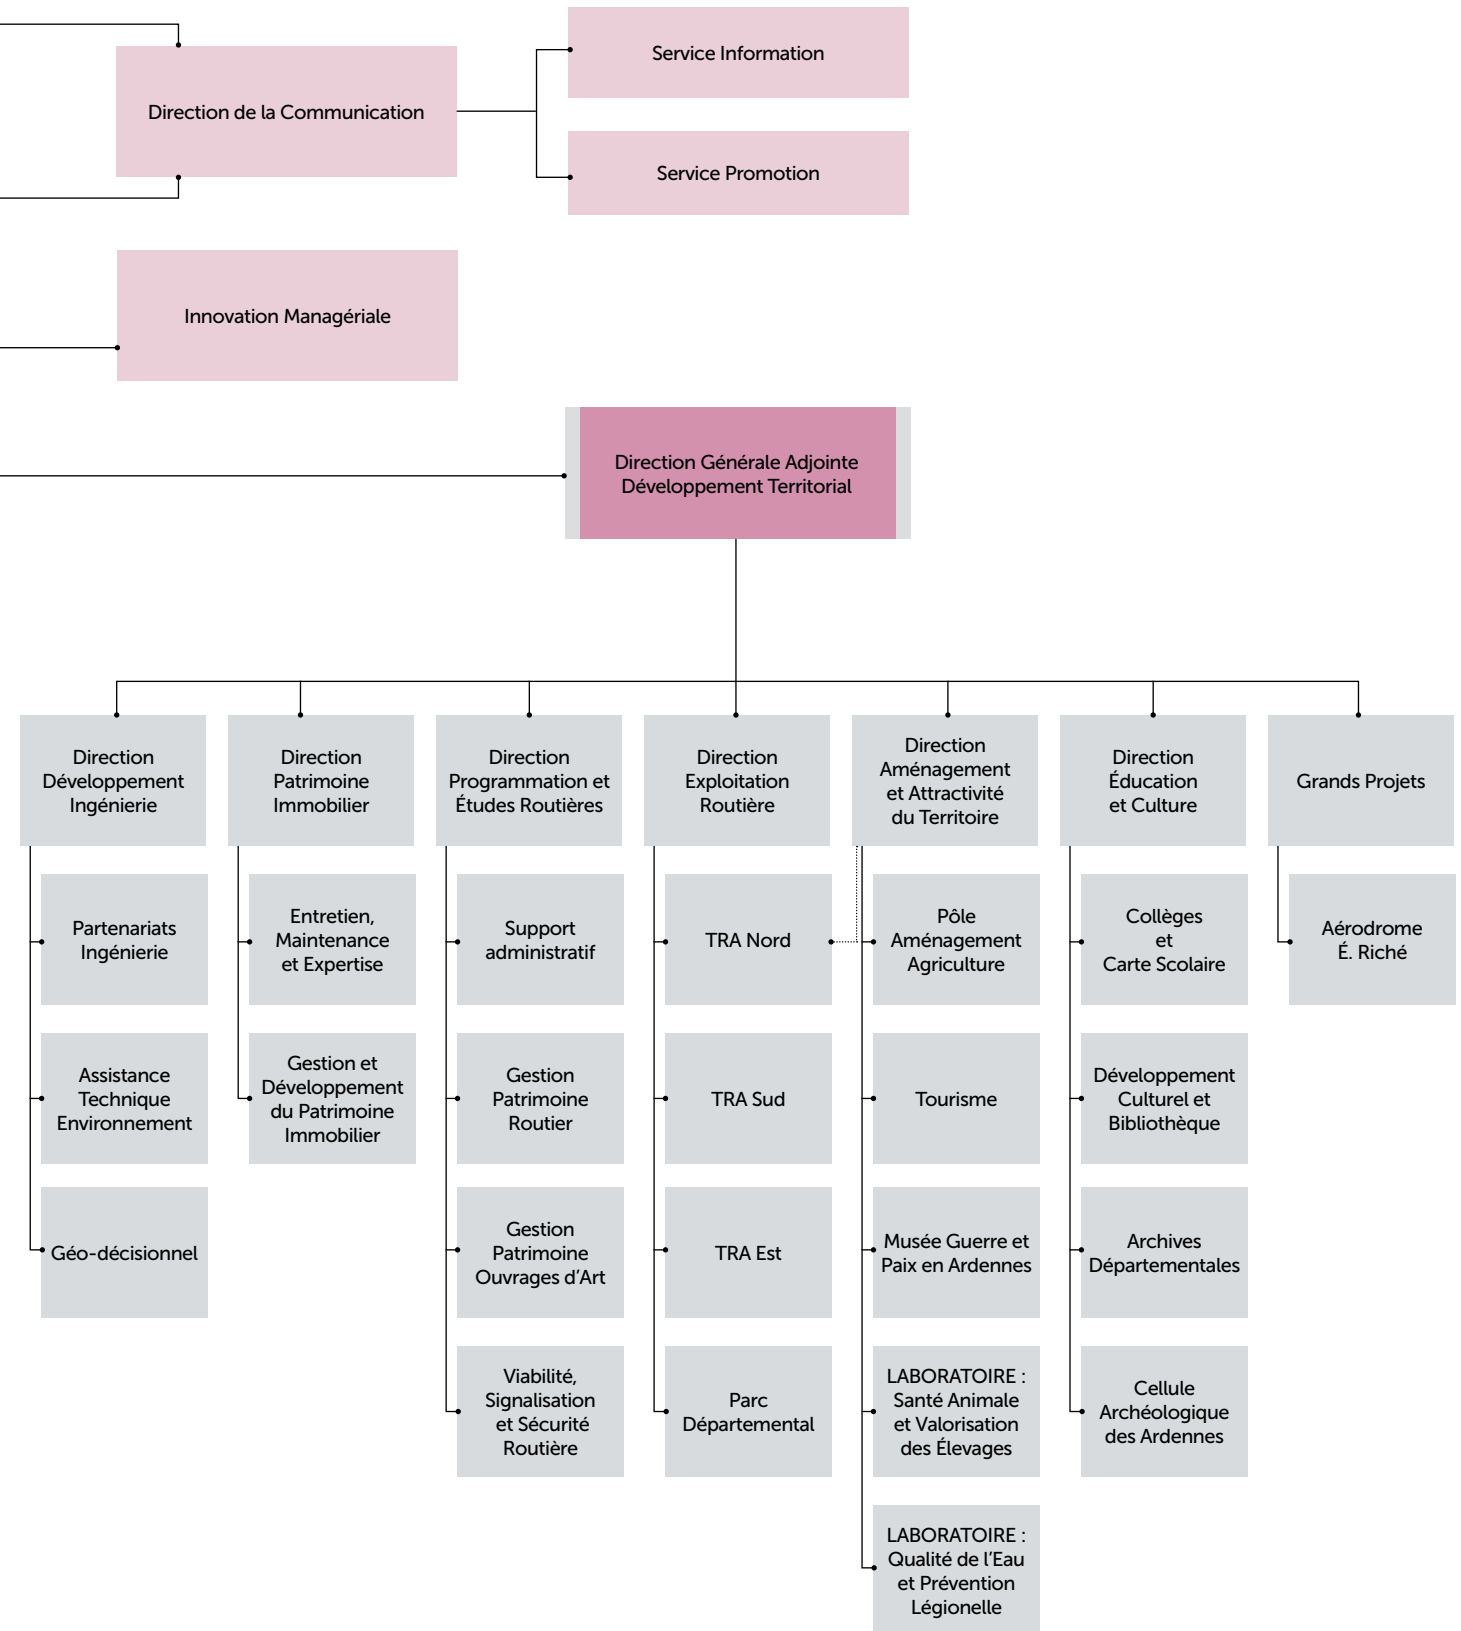 Service Information
Direction de la Communication
Service Promotion
Innovation Managériale
Direction Générale Adjointe
Développement Territorial
Direction
Développement
Ingénierie
Direction
Patrimoine
Immobilier
Direction
Programmation et
Études Routières
Direction
Exploitation
Routière
Direction
Aménagement
et Attractivité
du Territoire
Direction
Éducation
et Culture
Grands Projets
Partenariats
Ingénierie
Entretien,
Maintenance
et Expertise
Support
administratif
TRA Nord
Pôle
Aménagement
Agriculture
Collèges
et
Carte Scolaire
Aérodrome
É. Riché
Assistance
Technique
Environnement
Gestion et
Développement
du Patrimoine
Immobilier
Gestion
Patrimoine
Routier
TRA Sud
Tourisme
Développement
Culturel et
Bibliothèque
Géo-décisionnel
Gestion
Patrimoine
Ouvrages d’Art
TRA Est
Musée Guerre et
Paix en Ardennes
Archives
Départementales
Viabilité,
Signalisation
et Sécurité
Routière
Parc
Départemental
LABORATOIRE :
Santé Animale
et Valorisation
des Élevages
Cellule
Archéologique
des Ardennes
LABORATOIRE :
Qualité de l’Eau
et Prévention
Légionelle